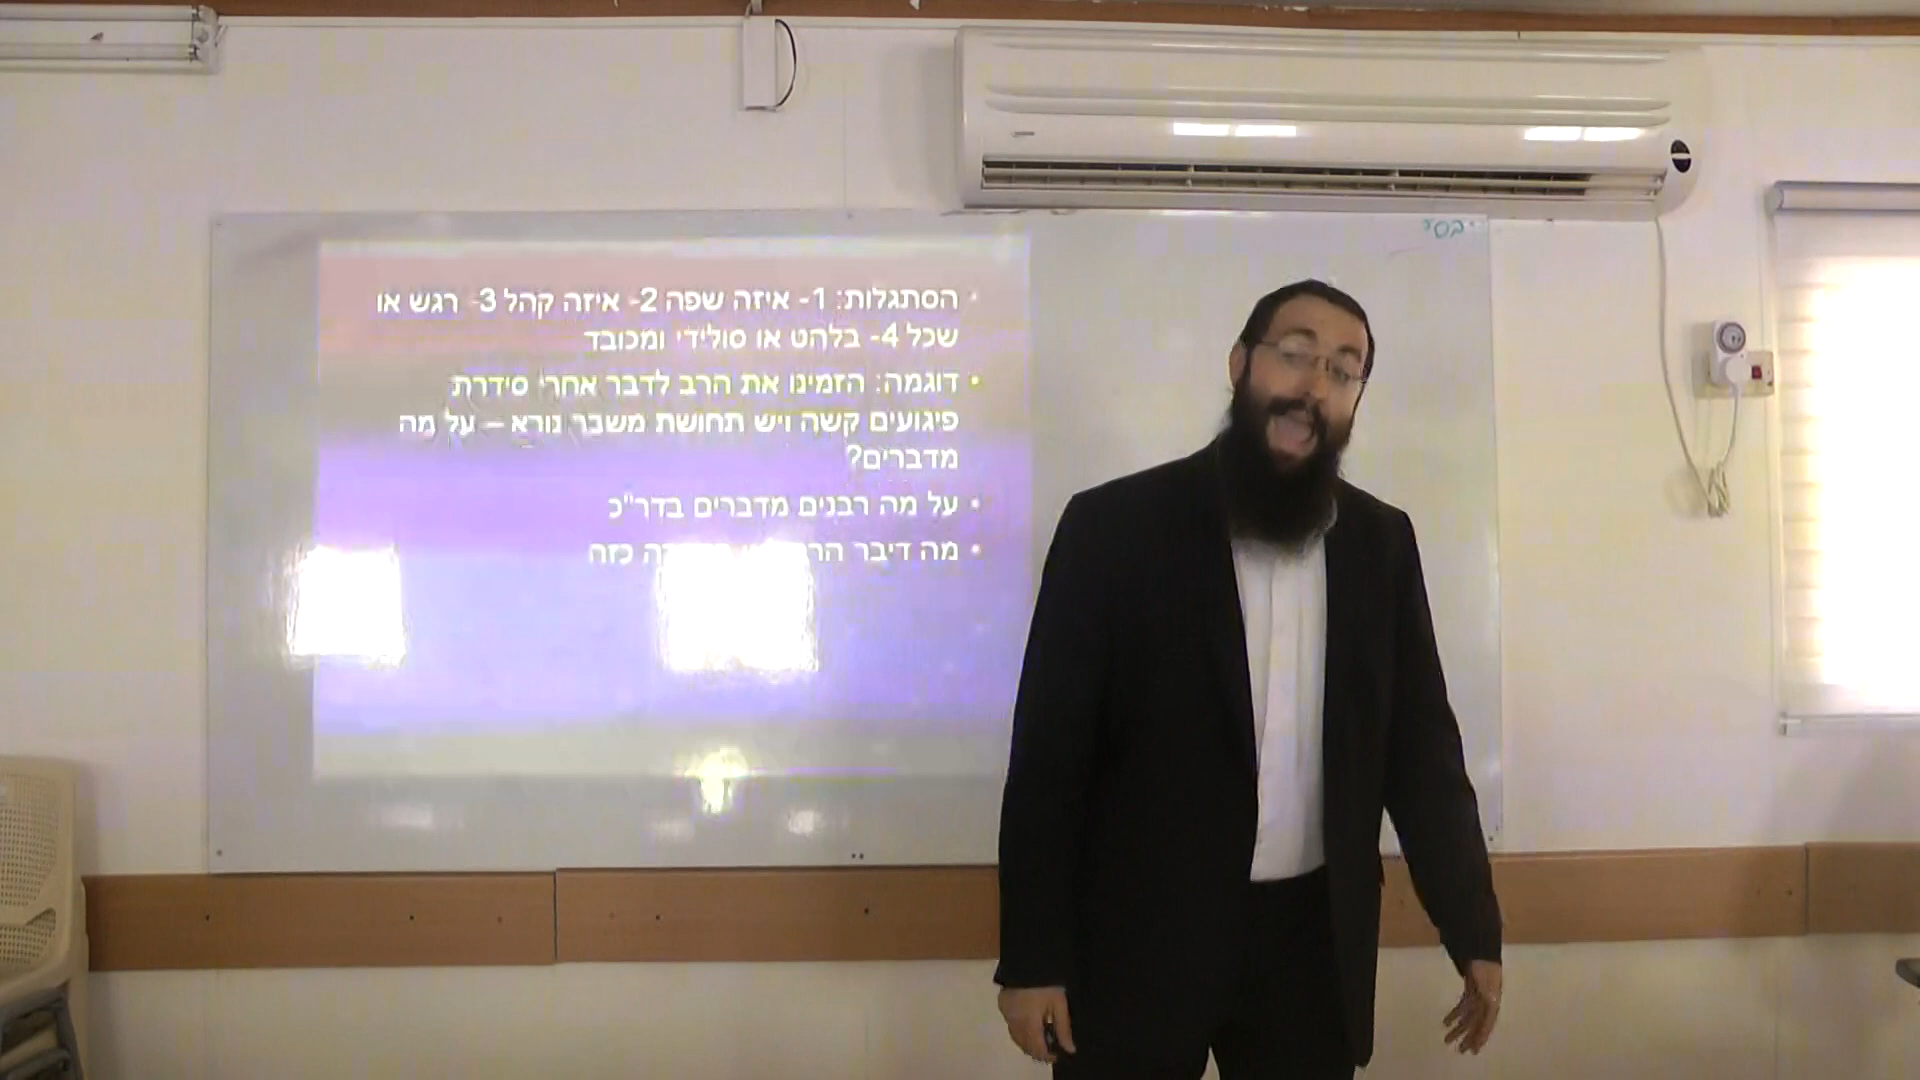 הסתגלות: 1- איזה שפה 2- איזה קהל 3- רגש או
שכל 4- בלהט או סולידי ומכובד
דוגמה: הזמינו את הרב לדבר אחרי סידרת
פיגועים קשה ויש תחושת משבר נורא – על מה
מדברים?
על מה רבנים מדברים בדר"כ
מה דיבר כזה